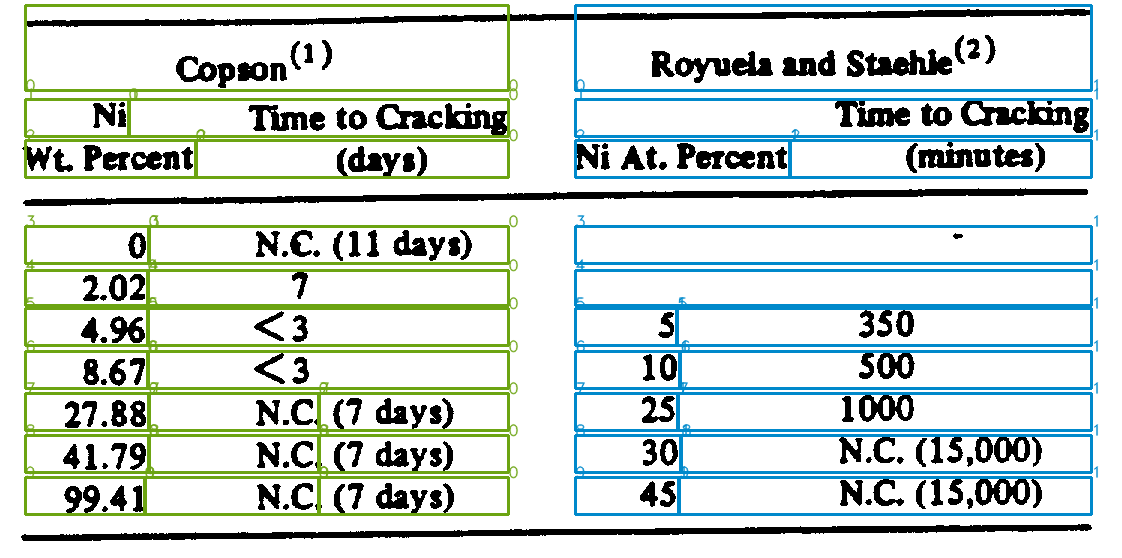 Copson(1) Royuela and Staehle(2)
Ni Time to Cracking Time to Cracking
Wt. Percent (days) Ni At. Percent (minutes)
0 N.C. (11 days) -
2.02 7
4.96 <3 5 350
8.67 <3 10 500
27.88 N.C. (7 days) 25 1000
41.79 N.C. (7 days) 30 N.C. (15,000)
99.41 N.C. (7 days) 45 N.C. (15,000)